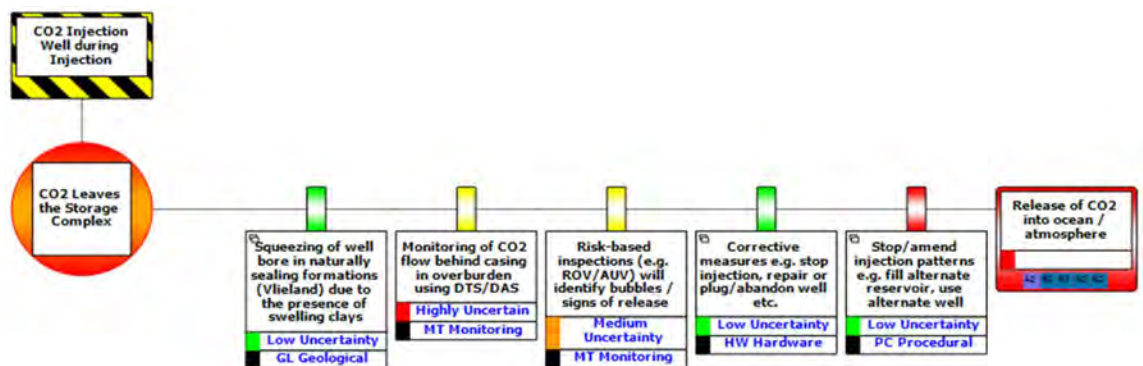 CO2 Injection
Well during
Injection
CO2 Leaves
the Storage
Complex
Squeezing of well
bore in naturally
sealing formations
(Vlieland) due to
the presence of
swelling clays
Low Uncertainty
GL Geological
Monitoring of CO2
flow behind casing
in overburden
using DTS/DAS
Highly Uncertain
MT Monitoring
Risk-based
inspections (e.g.
ROV/AUV) will
identify bubbles /
signs of release
Medium
Uncertainty
MT Monitoring
Corrective
measures e.g. stop
injection, repair or
plug/abandon well
etc.
Low Uncertainty
HW Hardware
Stop/amend
injection patterns
e.g. fill alternate
reservoir, use
alternate well
Low Uncertainty
PC Procedural
Release of CO2
into ocean /
atmosphere